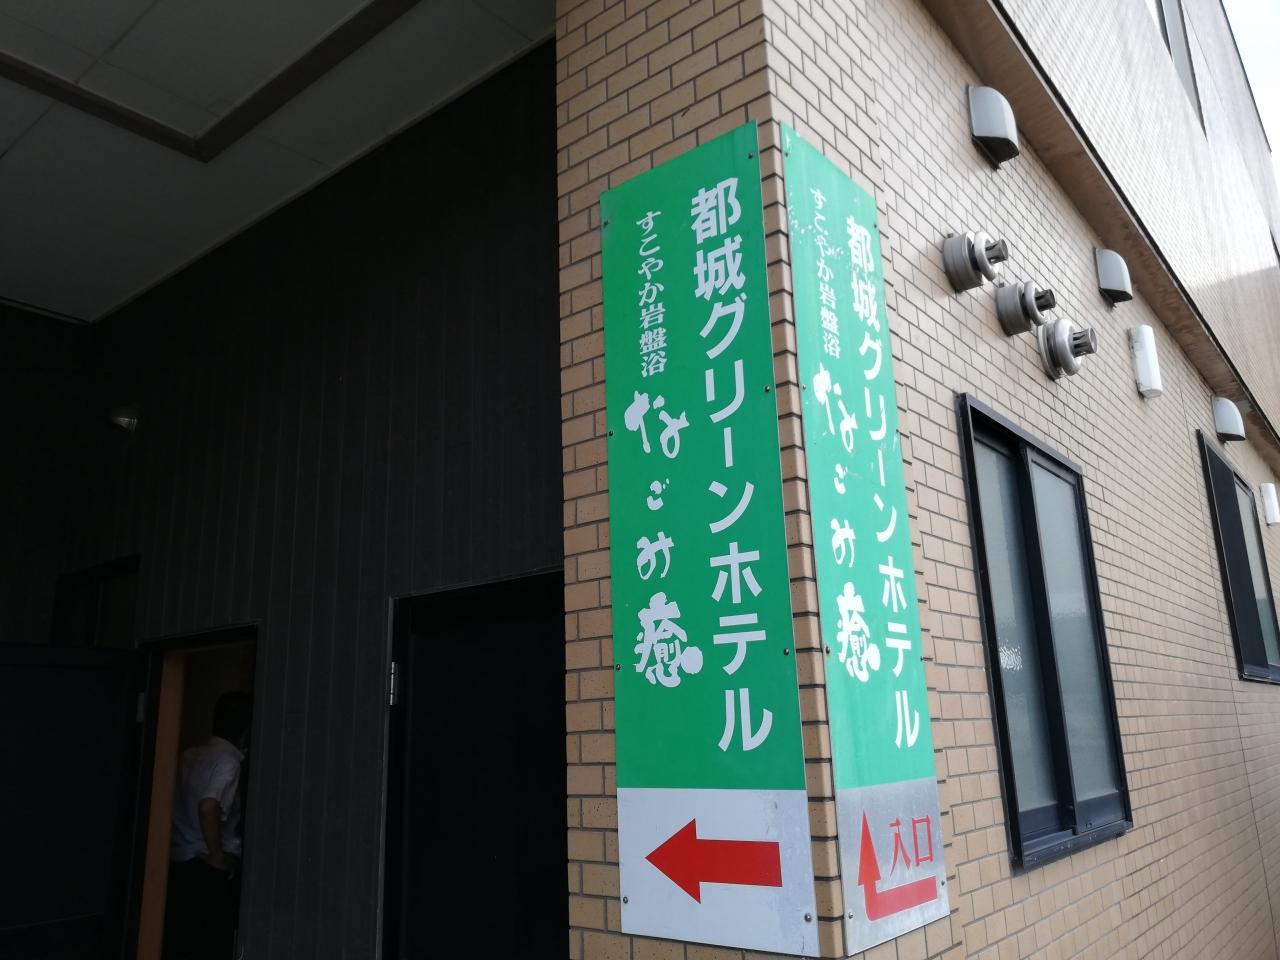 都城グリーンホテル
すこやか岩盤浴
なごみ癒
都城グリーンホテル
すこやか岩盤浴
なごみ癒
入口